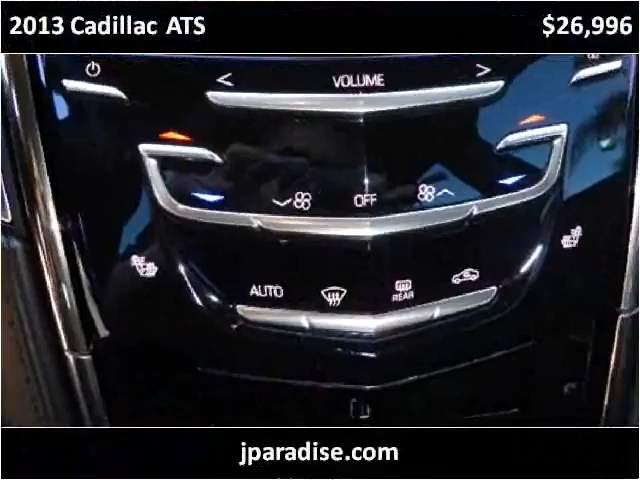 2013 Cadillac ATS $26,996
< VOLUME >
OFF
AUTO
REAR
jparadise.com